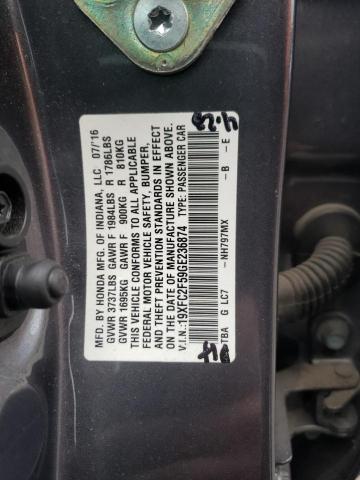 MFD. BY HONDA MFG. OF INDIANA, LLC 07/16
GVWR 3737LBS GAWR F 1984LBS R 1786LBS
GVWR 1695KG GAWR F 900KG R 810KG
THIS VEHICLE CONFORMS TO ALL APPLICABLE
FEDERAL MOTOR VEHICLE SAFETY, BUMPER,
AND THEFT PREVENTION STANDARDS IN EFFECT
ON THE DATE OF MANUFACTURE SHOWN ABOVE.
V.I.N.:19XFC2F59GE236874 TYPE:PASSENGER CAR
TBA G LC7 -NH797MX -B -E